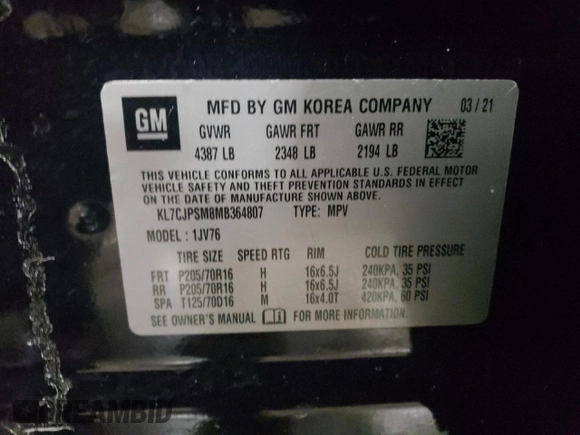 GM
MFD BY GM KOREA COMPANY 03/21
GVWR GAWR FRT GAWR RR
4387 LB 2348 LB 2194 LB
THIS VEHICLE CONFORMS TO ALL APPLICABLE U.S. FEDERAL MOTOR
VEHICLE SAFETY AND THEFT PREVENTION STANDARDS IN EFFECT
ON THE DATE OF MANUFACTURE SHOWN ABOVE.
KL7CJPSM8MB364807 TYPE: MPV
MODEL: 1JV76
TIRE SIZE SPEED RTG RIM COLD TIRE PRESSURE
FRT P205/70R16 H 16x6.5J 240KPA, 35 PSI
RR P205/70R16 H 16x6.5J 240KPA, 35 PSI
SPA T125/70D16 M 16x4.0T 420KPA, 60 PSI
SEE OWNER'S MANUAL FOR MORE INFORMATION.
DREAMBID